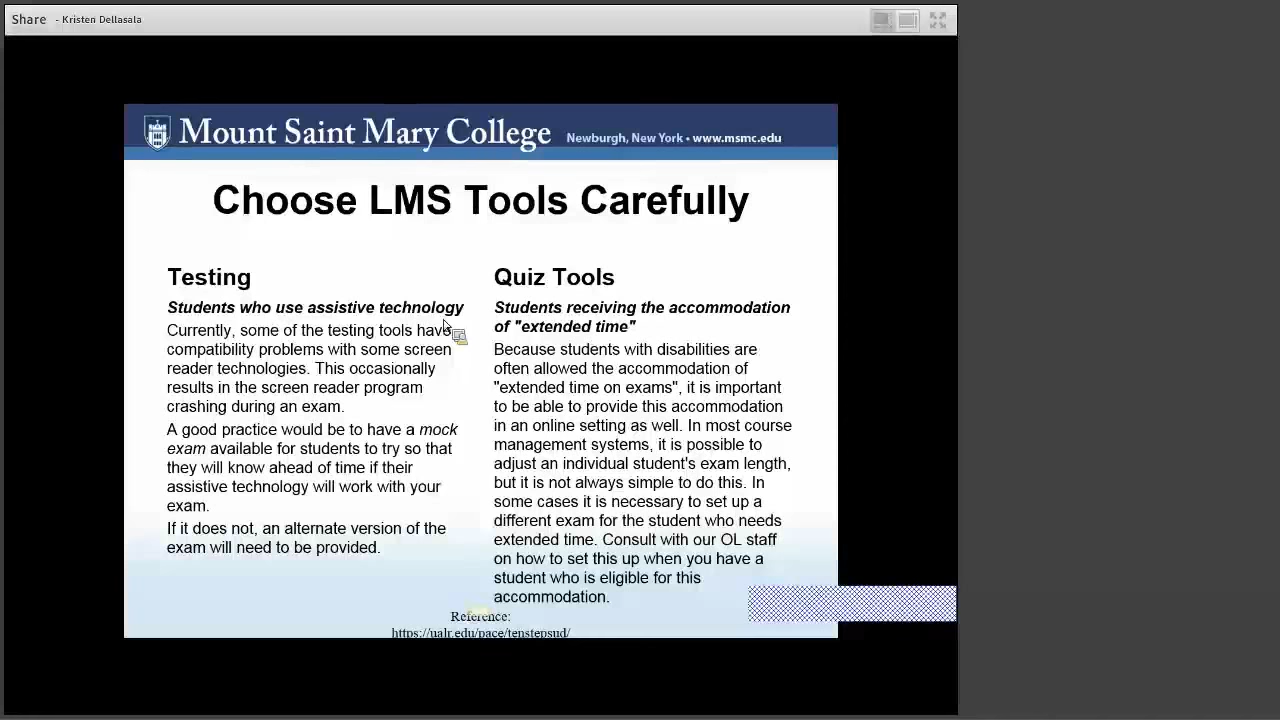 Share - Kristen Dellasala
Mount Saint Mary College Newburgh, New York • www.msmc.edu
Choose LMS Tools Carefully
Testing
Students who use assistive technology
Currently, some of the testing tools have
compatibility problems with some screen
reader technologies. This occasionally
results in the screen reader program
crashing during an exam.
A good practice would be to have a mock
exam available for students to try so that
they will know ahead of time if their
assistive technology will work with your
exam.
If it does not, an alternate version of the
exam will need to be provided.
Quiz Tools
Students receiving the accommodation
of "extended time"
Because students with disabilities are
often allowed the accommodation of
"extended time on exams", it is important
to be able to provide this accommodation
in an online setting as well. In most course
management systems, it is possible to
adjust an individual student's exam length,
but it is not always simple to do this. In
some cases it is necessary to set up a
different exam for the student who needs
extended time. Consult with our OL staff
on how to set this up when you have a
student who is eligible for this
accommodation.
Reference:
https://ualr.edu/pace/tenstepsud/